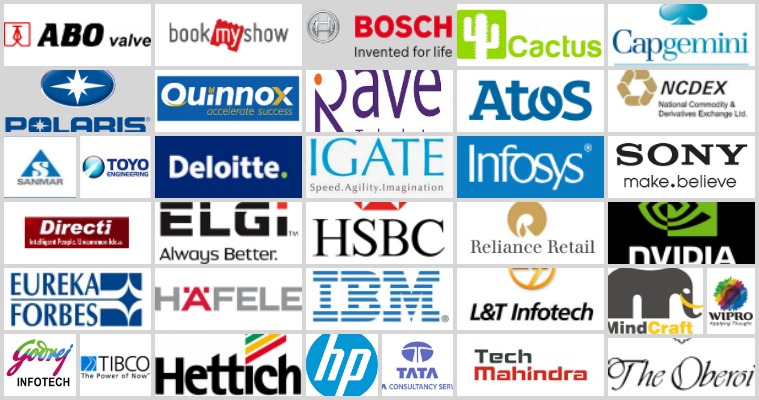 ABO valve
bookmyshow
BOSCH
Invented for life
Cactus
Capgemini
POLARIS®
Quinnox
accelerate success
Rave
AtoS
NCDEX
National Commodity &
Derivatives Exchange Ltd.
SANMAR
TOYO
ENGINEERING
Deloitte.
IGATE
Speed.Agility.Imagination
Infosys®
SONY
make.believe
Directi
Intelligent People. Uncommon Ideas.
ELGi™
Always Better.
HSBC
Reliance Retail
NVIDIA
EUREKA
FORBES
HÄFELE
IBM®
L&T Infotech
MindCraft
WIPRO
Applying Thought
Godrej
INFOTECH
TIBCO
The Power of Now™
Hettich
hp
TATA
A CONSULTANCY SERV
Tech
Mahindra
The Oberoi